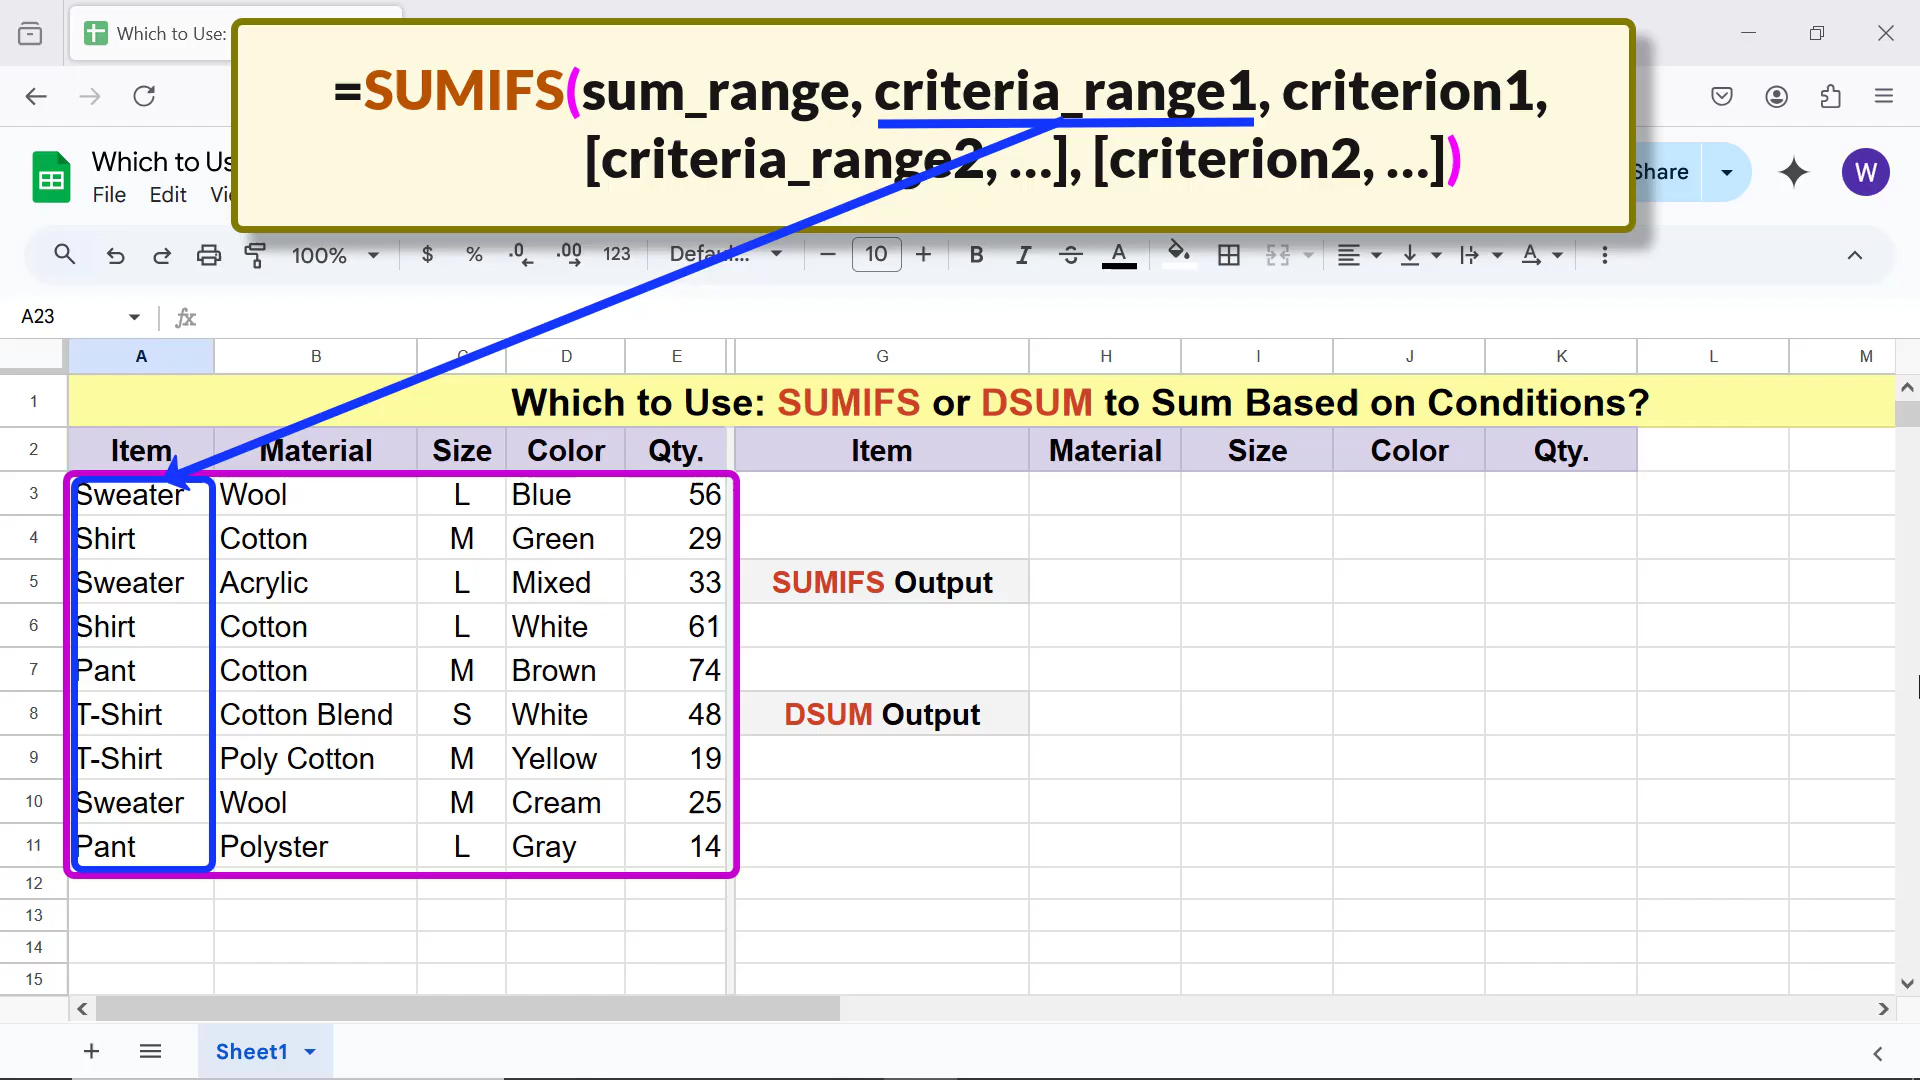 Which to Use:
=SUMIFS(sum_range, criteria_range1, criterion1,
[criteria_range2, ...], [criterion2, ...])
Which to Us
File Edit Vi
Share
W
100% $ % .0 .00 123 Defaul... 10 B I S A
A23 fx
A B C D E G H I J K L M
1 Which to Use: SUMIFS or DSUM to Sum Based on Conditions?
2 Item Material Size Color Qty. Item Material Size Color Qty.
3 Sweater Wool L Blue 56
4 Shirt Cotton M Green 29
5 Sweater Acrylic L Mixed 33 SUMIFS Output
6 Shirt Cotton L White 61
7 Pant Cotton M Brown 74
8 T-Shirt Cotton Blend S White 48 DSUM Output
9 T-Shirt Poly Cotton M Yellow 19
10 Sweater Wool M Cream 25
11 Pant Polyster L Gray 14
12
13
14
15
Sheet1